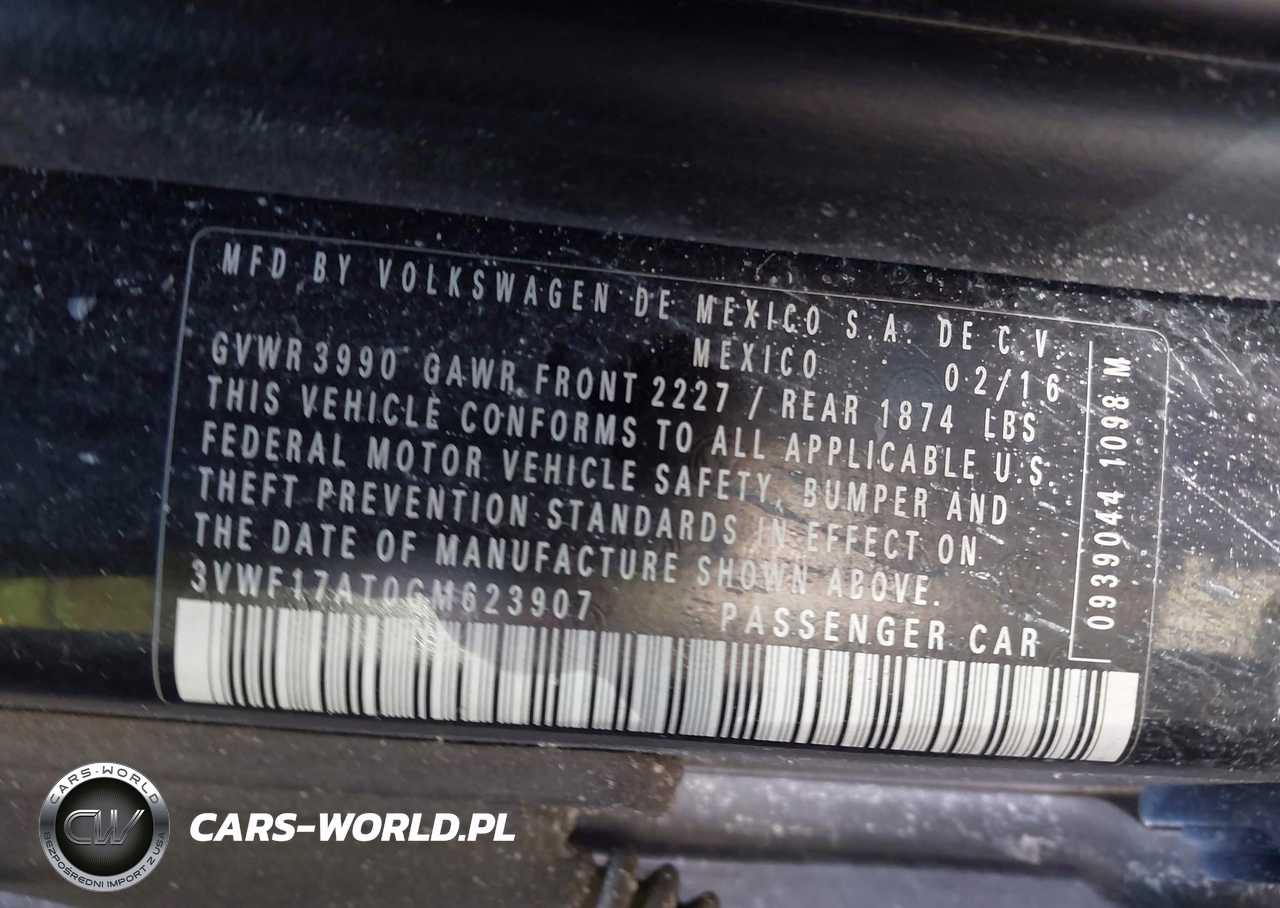 MFD BY VOLKSWAGEN DE MEXICO S.A. DE C.V.
MEXICO 02/16
GVWR 3990 GAWR FRONT 2227 / REAR 1874 LBS
THIS VEHICLE CONFORMS TO ALL APPLICABLE U.S.
FEDERAL MOTOR VEHICLE SAFETY, BUMPER AND
THEFT PREVENTION STANDARDS IN EFFECT ON
THE DATE OF MANUFACTURE SHOWN ABOVE.
3VWF17AT0GM623907 PASSENGER CAR
0939044 1098 M
CARS-WORLD
CW
BEZPOŚREDNI IMPORT Z USA
CARS-WORLD.PL